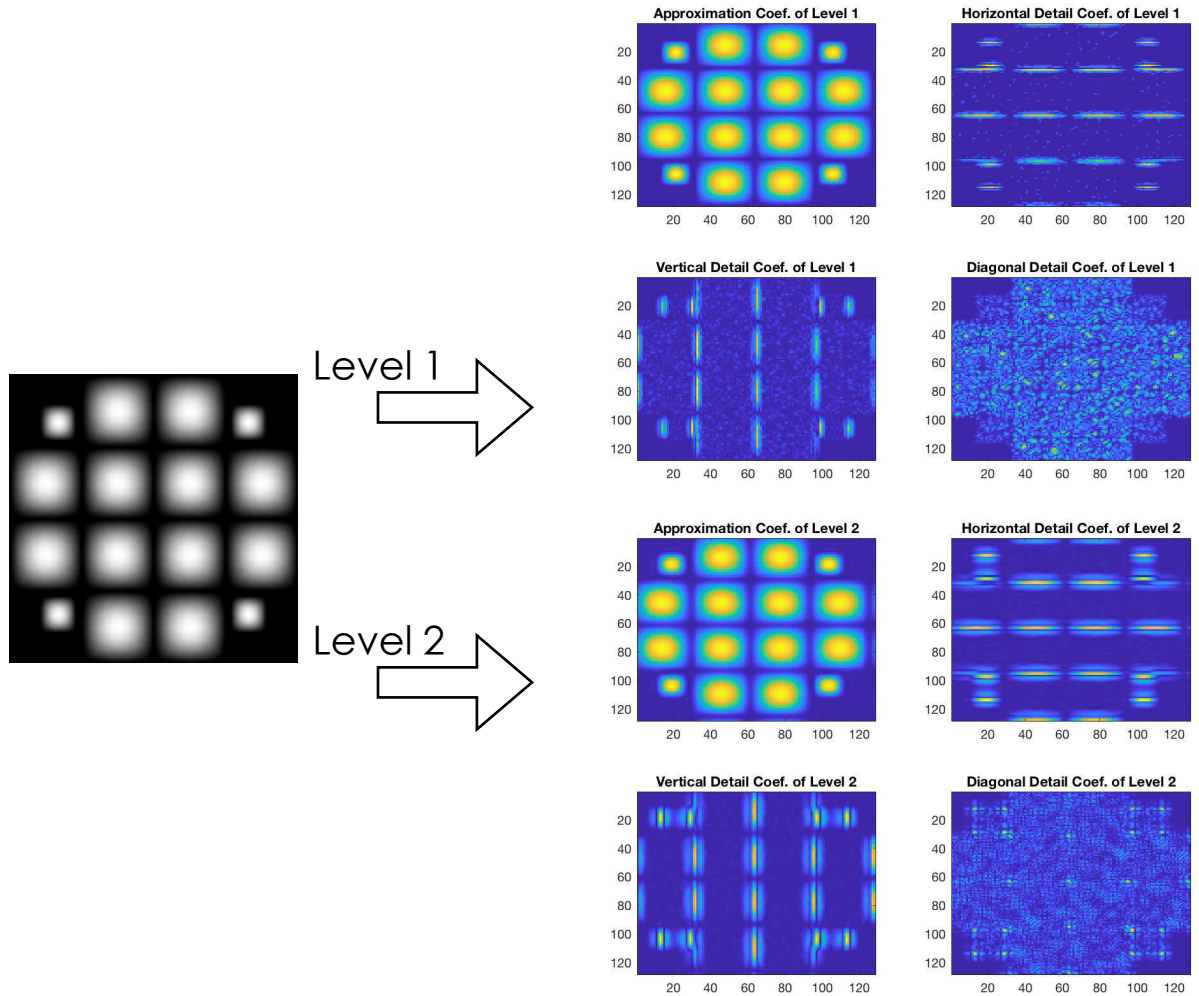 Approximation Coef. of Level 1
20
40
60
80
100
120
20 40 60 80 100 120
Horizontal Detail Coef. of Level 1
20
40
60
80
100
120
20 40 60 80 100 120
Vertical Detail Coef. of Level 1
20
40
60
80
100
120
20 40 60 80 100 120
Diagonal Detail Coef. of Level 1
20
40
60
80
100
120
20 40 60 80 100 120
Level 1
Level 2
Approximation Coef. of Level 2
20
40
60
80
100
120
20 40 60 80 100 120
Horizontal Detail Coef. of Level 2
20
40
60
80
100
120
20 40 60 80 100 120
Vertical Detail Coef. of Level 2
20
40
60
80
100
120
20 40 60 80 100 120
Diagonal Detail Coef. of Level 2
20
40
60
80
100
120
20 40 60 80 100 120